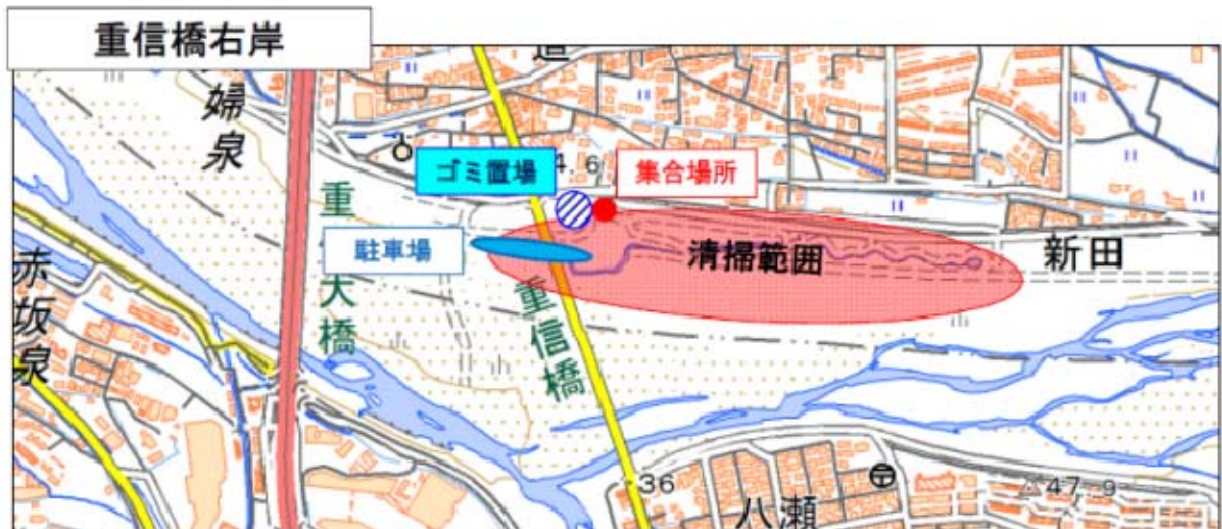 重信橋右岸
婦泉
道
ゴミ置場
4.6
集合場所
駐車場
清掃範囲
新田
重信大橋
重信橋
赤坂泉
36
八瀬
47.9